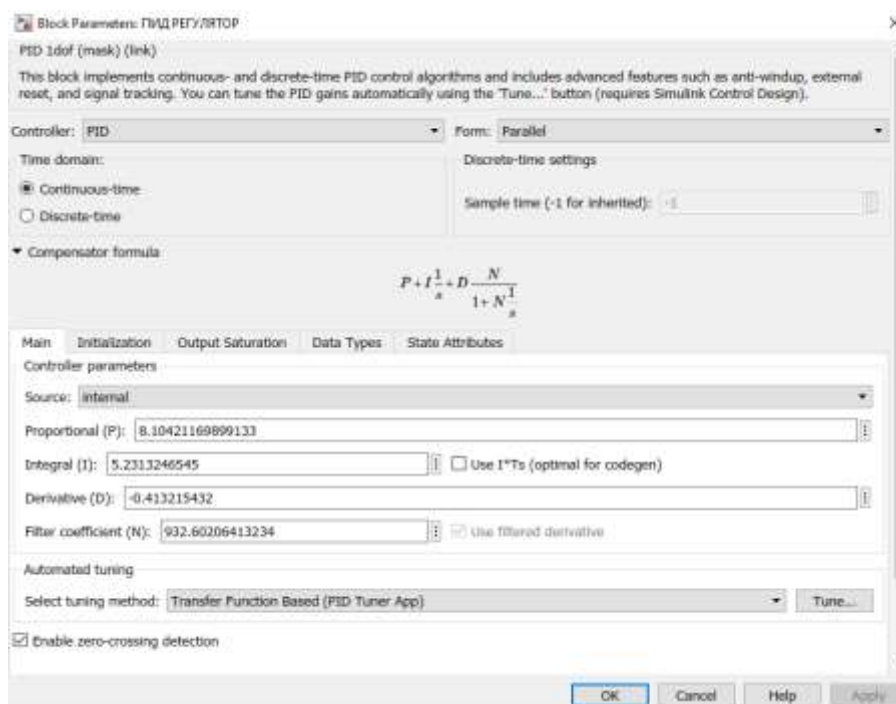 Block Parameters: ПИД РЕГУЛЯТОР
PID 1dof (mask) (link)
This block implements continuous- and discrete-time PID control algorithms and includes advanced features such as anti-windup, external
reset, and signal tracking. You can tune the PID gains automatically using the 'Tune...' button (requires Simulink Control Design).
Controller: PID Form: Parallel
Time domain: Discrete-time settings
Continuous-time
Sample time (-1 for inherited): -1
Discrete-time
Compensator formula
P + I 1/s + D N/(1 + N 1/s)
Main Initialization Output Saturation Data Types State Attributes
Controller parameters
Source: internal
Proportional (P): 8.10421169899133
Integral (I): 5.2313246545 Use I*Ts (optimal for codegen)
Derivative (D): -0.413215432
Filter coefficient (N): 932.60206413234 Use filtered derivative
Automated tuning
Select tuning method: Transfer Function Based (PID Tuner App) Tune...
Enable zero-crossing detection
OK Cancel Help Apply